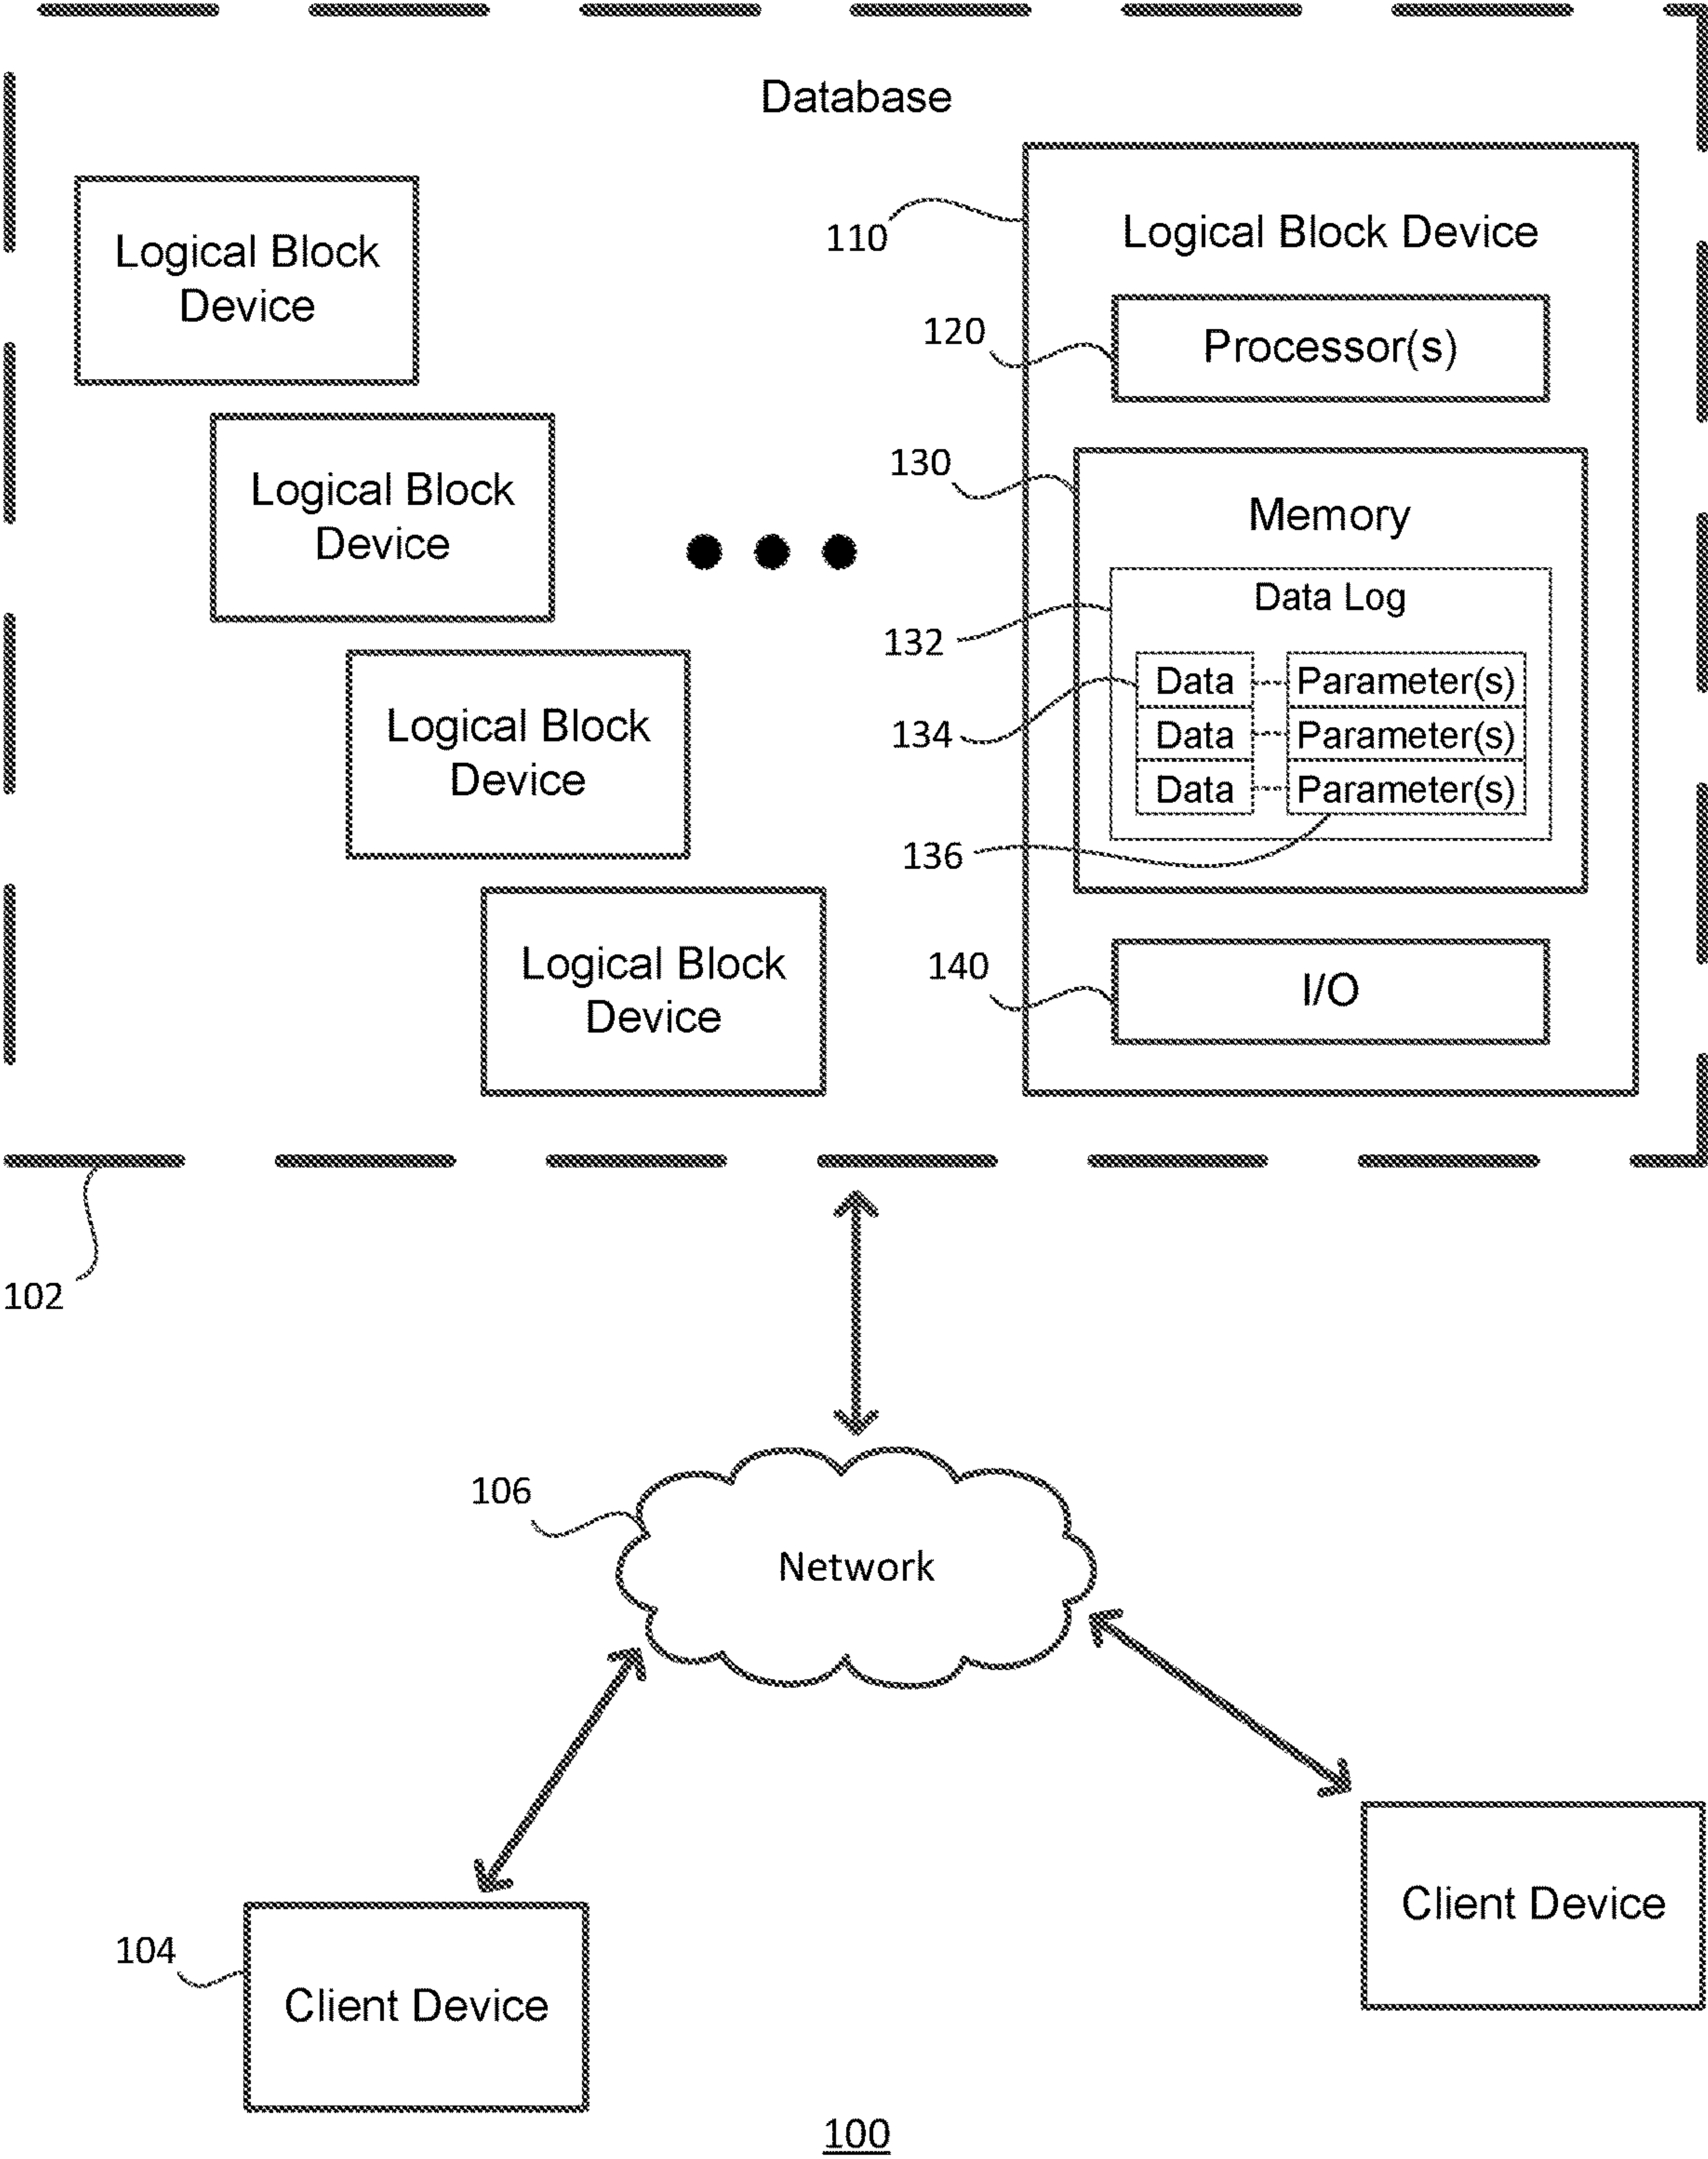 Database
Logical Block
Device
Logical Block
Device
Logical Block
Device
Logical Block
Device
110
Logical Block Device
120
Processor(s)
130
Memory
132
Data Log
134
Data Parameter(s)
Data Parameter(s)
Data Parameter(s)
136
140
I/O
102
106
Network
104
Client Device
Client Device
100